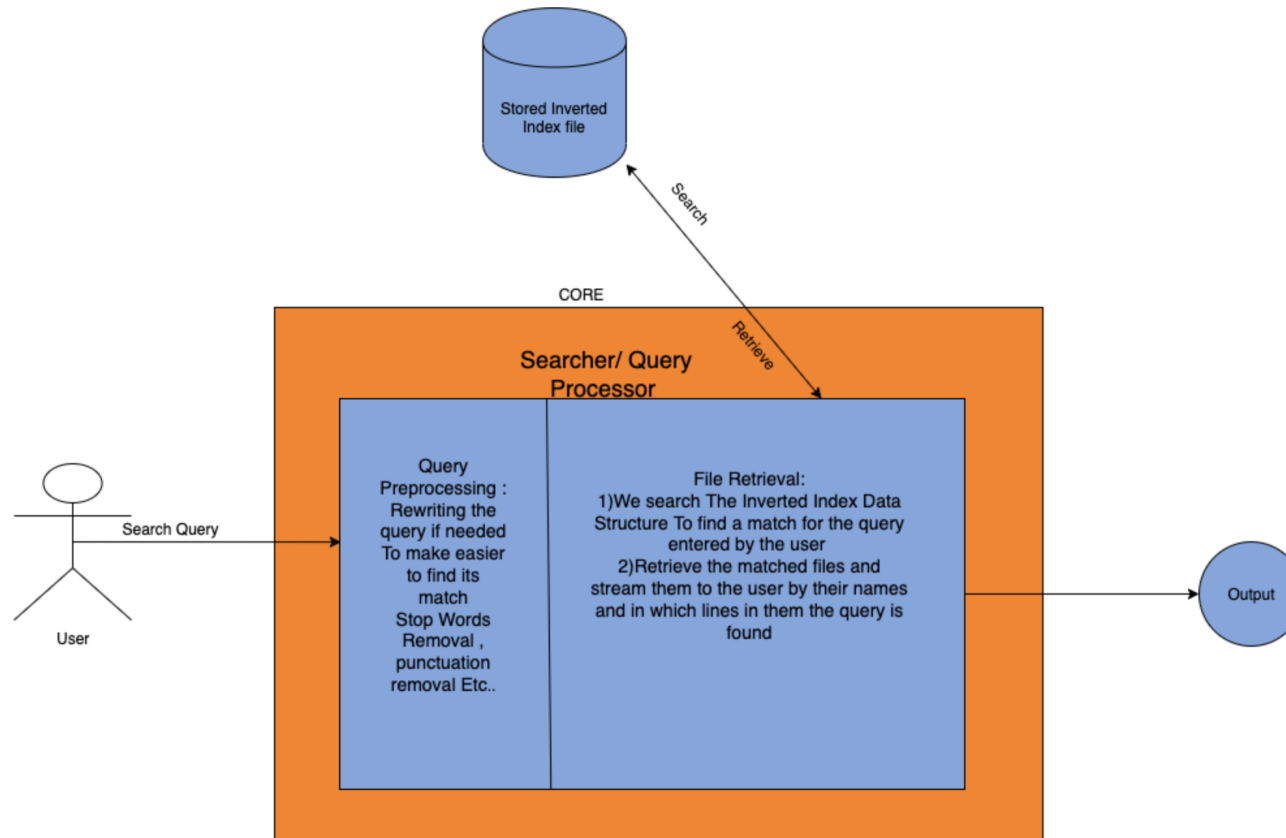 Stored Inverted
Index file
Search
Retrieve
CORE
Searcher/ Query
Processor
Search Query
User
Query
Preprocessing :
Rewriting the
query if needed
To make easier
to find its
match
Stop Words
Removal ,
punctuation
removal Etc..
File Retrieval:
1)We search The Inverted Index Data
Structure To find a match for the query
entered by the user
2)Retrieve the matched files and
stream them to the user by their names
and in which lines in them the query is
found
Output